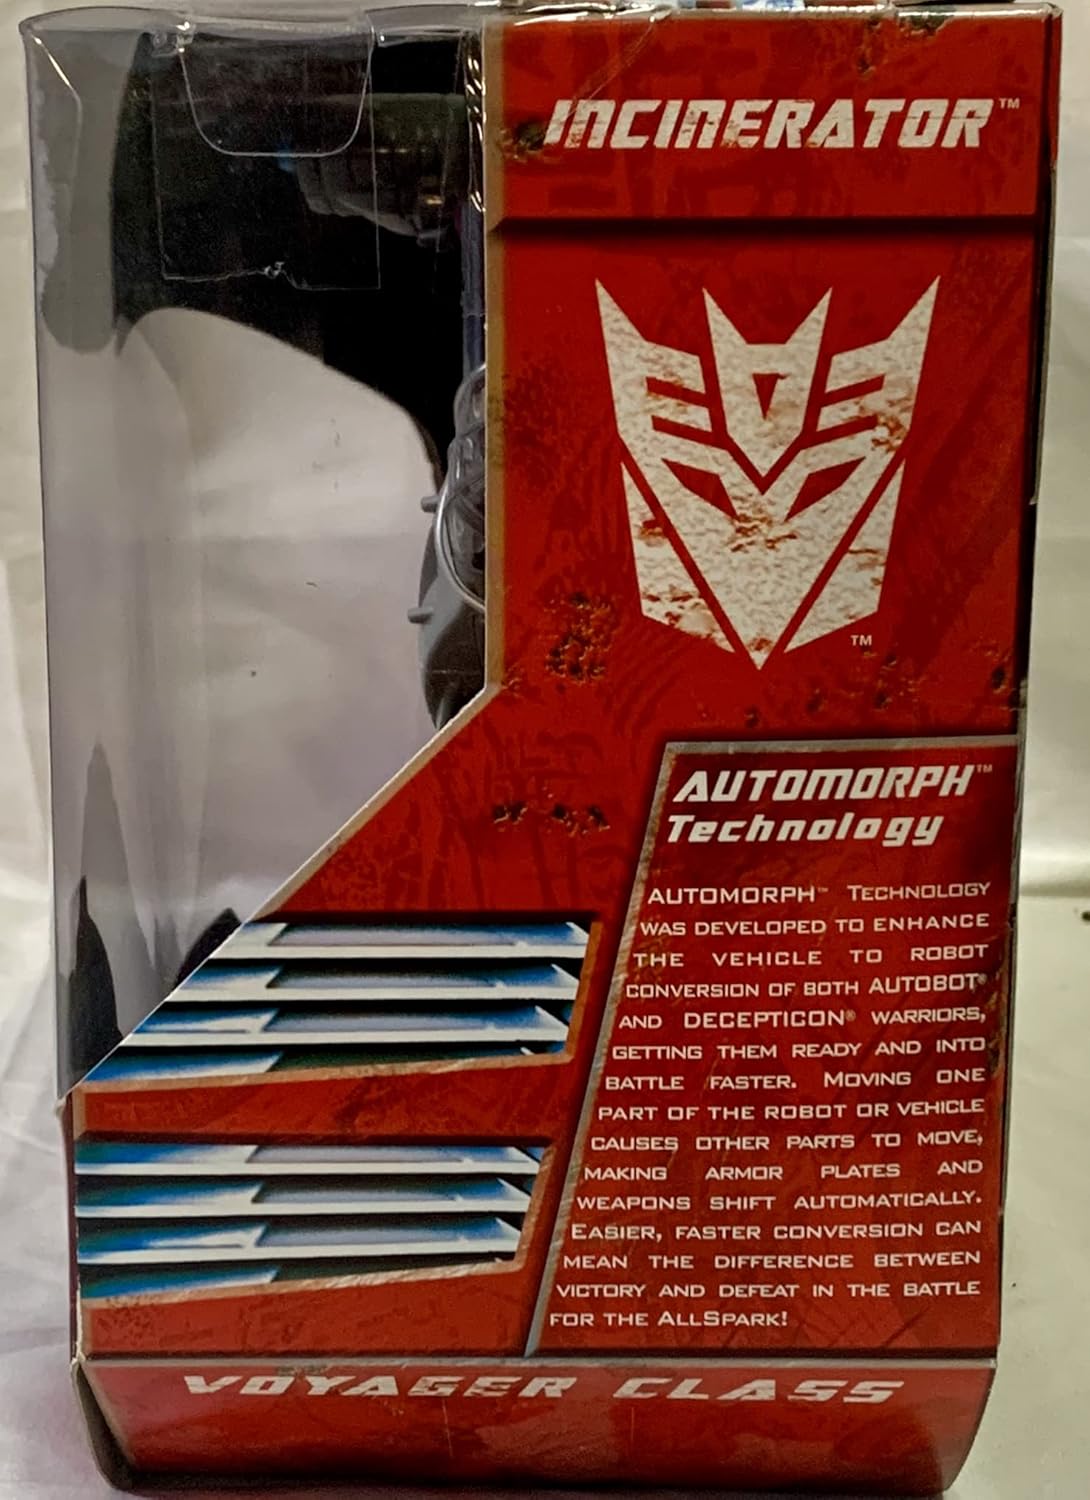 INCINERATOR™
TM
AUTOMORPH™
Technology
AUTOMORPH™ TECHNOLOGY
WAS DEVELOPED TO ENHANCE
THE VEHICLE TO ROBOT
CONVERSION OF BOTH AUTOBOT®
AND DECEPTICON® WARRIORS,
GETTING THEM READY AND INTO
BATTLE FASTER. MOVING ONE
PART OF THE ROBOT OR VEHICLE
CAUSES OTHER PARTS TO MOVE,
MAKING ARMOR PLATES AND
WEAPONS SHIFT AUTOMATICALLY.
EASIER, FASTER CONVERSION CAN
MEAN THE DIFFERENCE BETWEEN
VICTORY AND DEFEAT IN THE BATTLE
FOR THE ALLSPARK!
VOYAGER CLASS